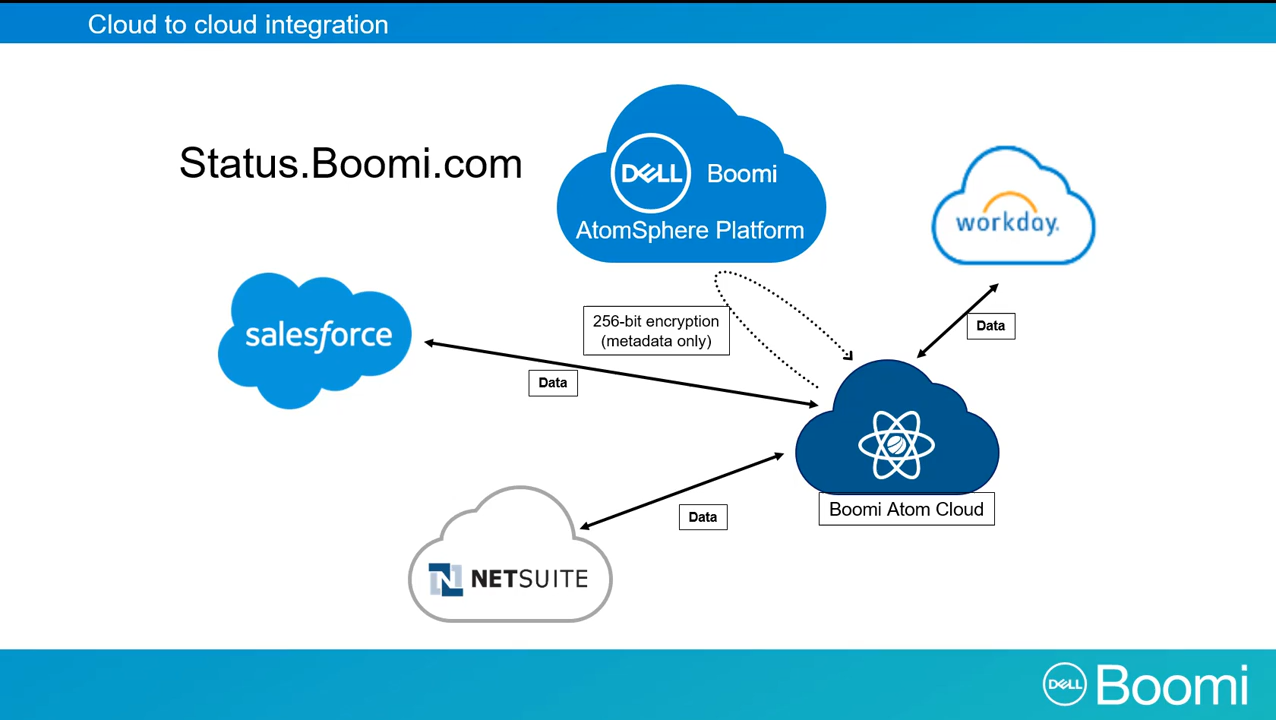 Cloud to cloud integration
Status.Boomi.com
DELL Boomi
AtomSphere Platform
workday.
salesforce
256-bit encryption
(metadata only)
Data
Data
Data
Boomi Atom Cloud
N NETSUITE
DELL Boomi